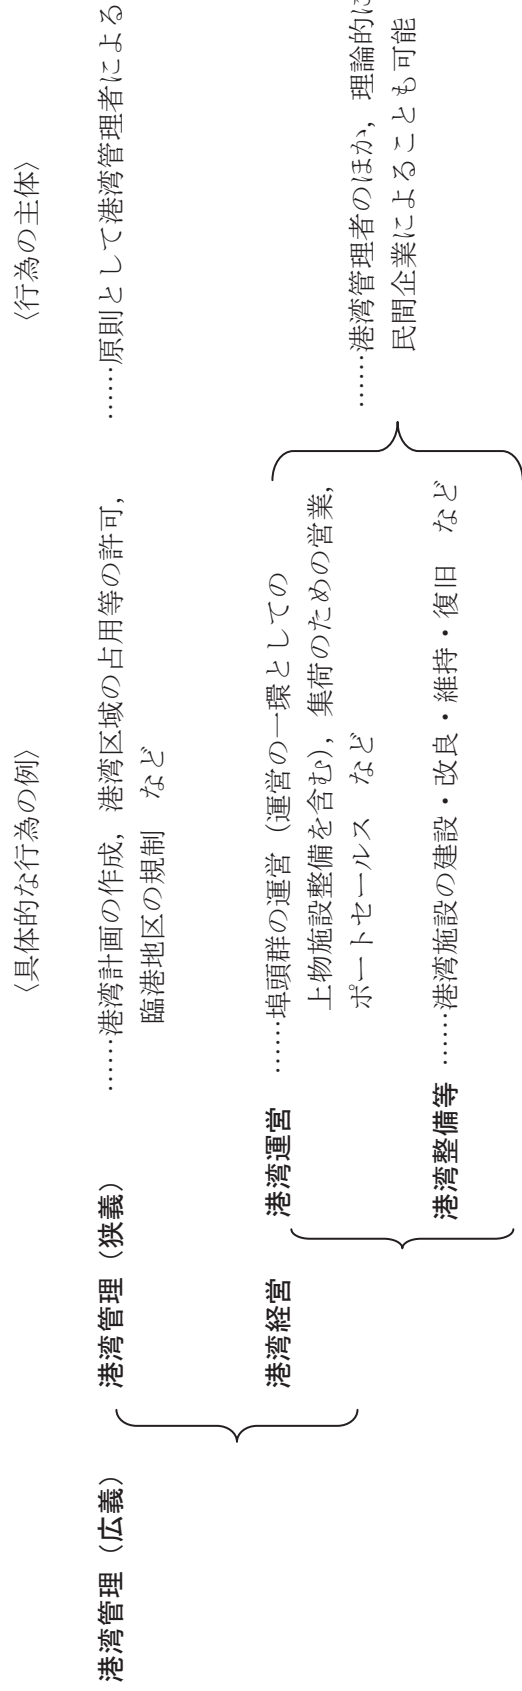 〈具体的な行為の例〉
〈行為の主体〉
港湾管理（広義）
港湾管理（狭義）
……港湾計画の作成，港湾区域の占用等の許可，
臨港地区の規制　など
……原則として港湾管理者による
港湾経営
港湾運営
……埠頭群の運営（運営の一環としての
上物施設整備を含む），集荷のための営業，
ポートセールス　など
港湾整備等
……港湾施設の建設・改良・維持・復旧　など
……港湾管理者のほか，理論的に
民間企業によることも可能